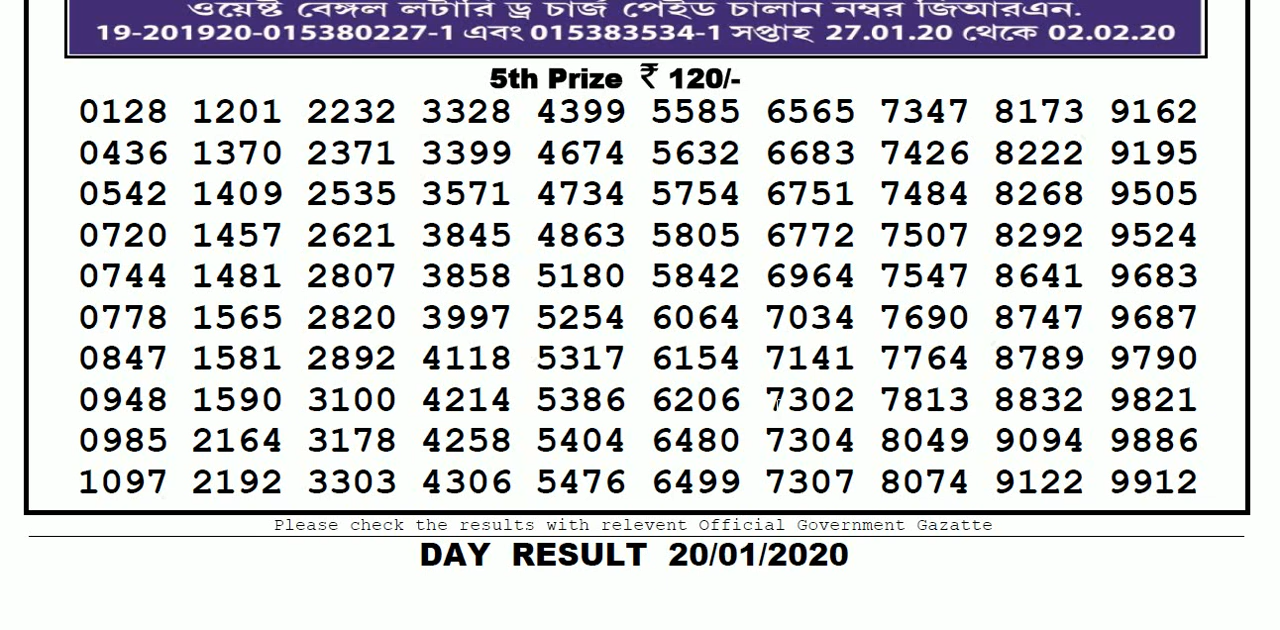 ওয়েষ্ট বেঙ্গল লটারি ড্র চার্জ পেইড চালান নম্বর জিআরএন.
19-201920-015380227-1 এবং 015383534-1 সপ্তাহ 27.01.20 থেকে 02.02.20
5th Prize ₹ 120/-
0128 1201 2232 3328 4399 5585 6565 7347 8173 9162
0436 1370 2371 3399 4674 5632 6683 7426 8222 9195
0542 1409 2535 3571 4734 5754 6751 7484 8268 9505
0720 1457 2621 3845 4863 5805 6772 7507 8292 9524
0744 1481 2807 3858 5180 5842 6964 7547 8641 9683
0778 1565 2820 3997 5254 6064 7034 7690 8747 9687
0847 1581 2892 4118 5317 6154 7141 7764 8789 9790
0948 1590 3100 4214 5386 6206 7302 7813 8832 9821
0985 2164 3178 4258 5404 6480 7304 8049 9094 9886
1097 2192 3303 4306 5476 6499 7307 8074 9122 9912
Please check the results with relevent Official Government Gazatte
DAY RESULT 20/01/2020